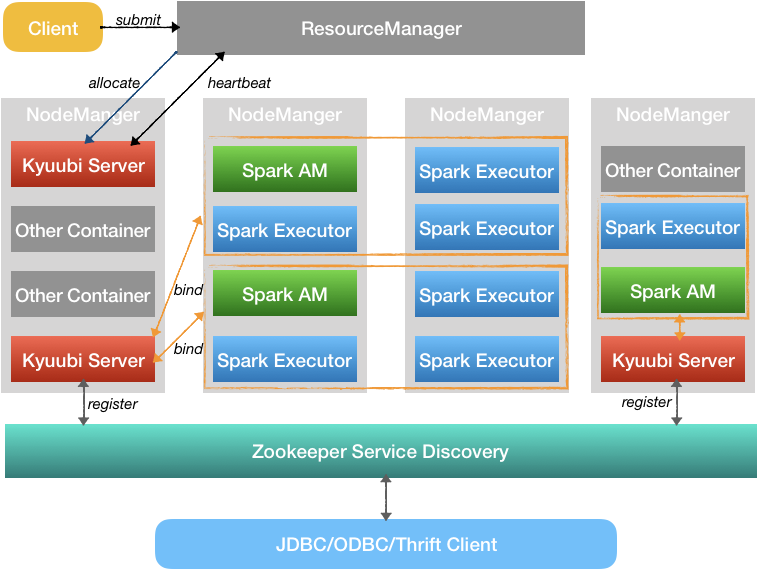 Client
submit
ResourceManager
allocate
heartbeat
NodeManger
NodeManger
NodeManger
NodeManger
Kyuubi Server
Spark AM
Spark Executor
Other Container
Other Container
Spark Executor
Spark Executor
Spark Executor
Other Container
bind
Spark AM
Spark Executor
Spark AM
Kyuubi Server
bind
Spark Executor
Spark Executor
Kyuubi Server
register
register
Zookeeper Service Discovery
JDBC/ODBC/Thrift Client